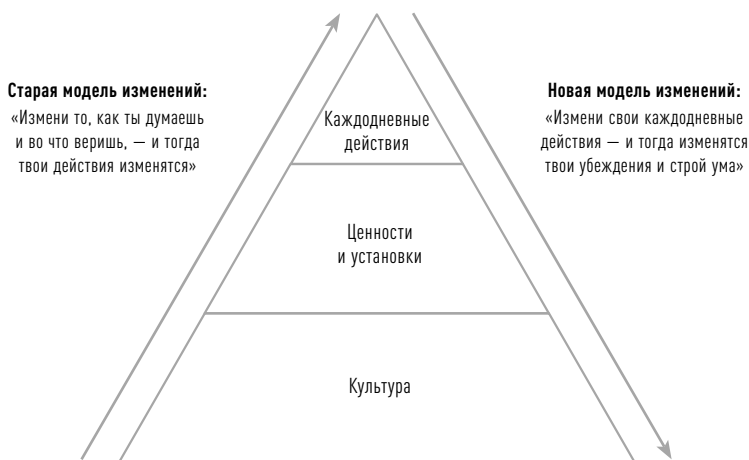 Старая модель изменений:
«Измени то, как ты думаешь
и во что веришь, — и тогда
твои действия изменятся»
Новая модель изменений:
«Измени свои каждодневные
действия — и тогда изменятся
твои убеждения и строй ума»
Каждодневные
действия
Ценности
и установки
Культура